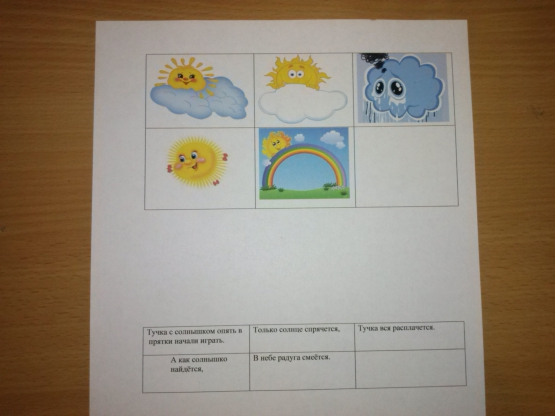 Тучка с солнышком опять в
прятки начали играть.
Только солнце спрячется,
Тучка вся расплачется.
А как солнышко
найдётся,
В небе радуга смеётся.